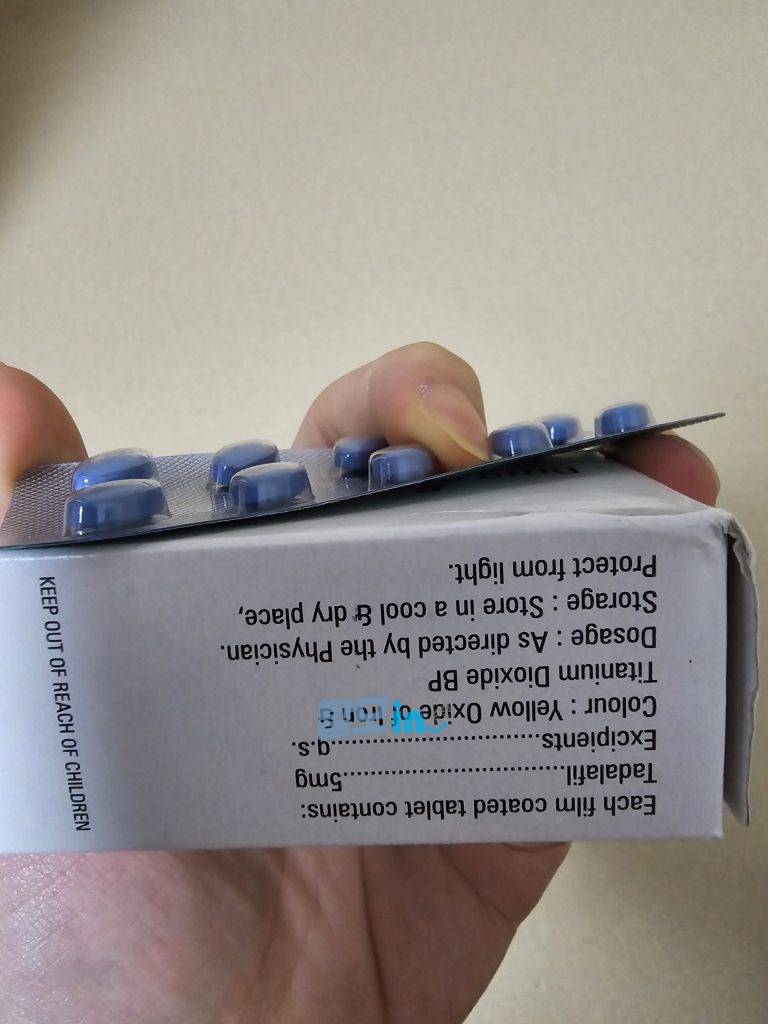 Each film coated tablet contains:
Tadalafil....................................5mg
Excipients................................q.s.
Colour : Yellow Oxide of Iron &
Titanium Dioxide BP
Dosage : As directed by the Physician.
Storage : Store in a cool & dry place,
Protect from light.
KEEP OUT OF REACH OF CHILDREN
in